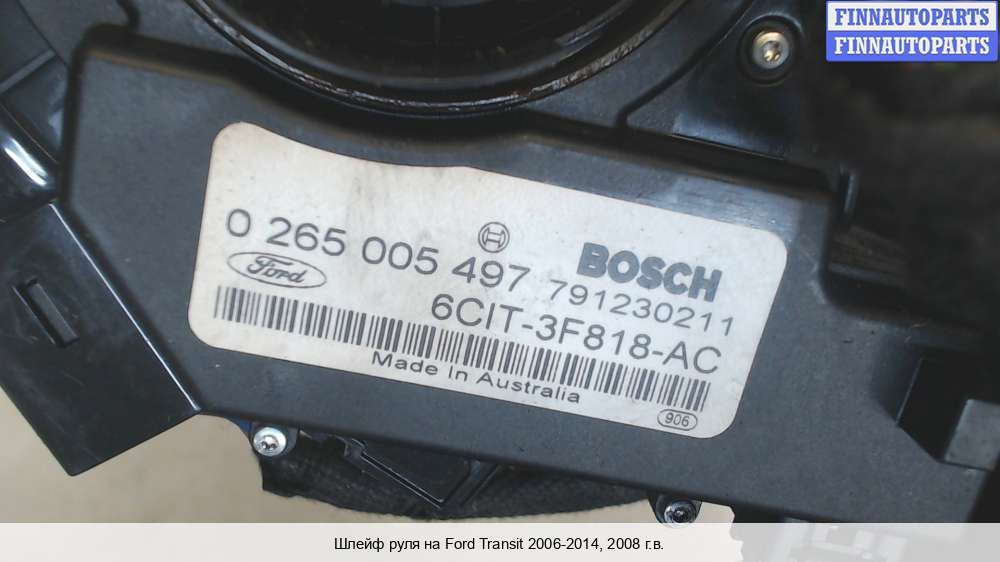 FINNAUTOPARTS
FINNAUTOPARTS
0 265 005 497
BOSCH
791230211
Ford
6CIT-3F818-AC
Made In Australia
906
Шлейф руля на Ford Transit 2006-2014, 2008 г.в.